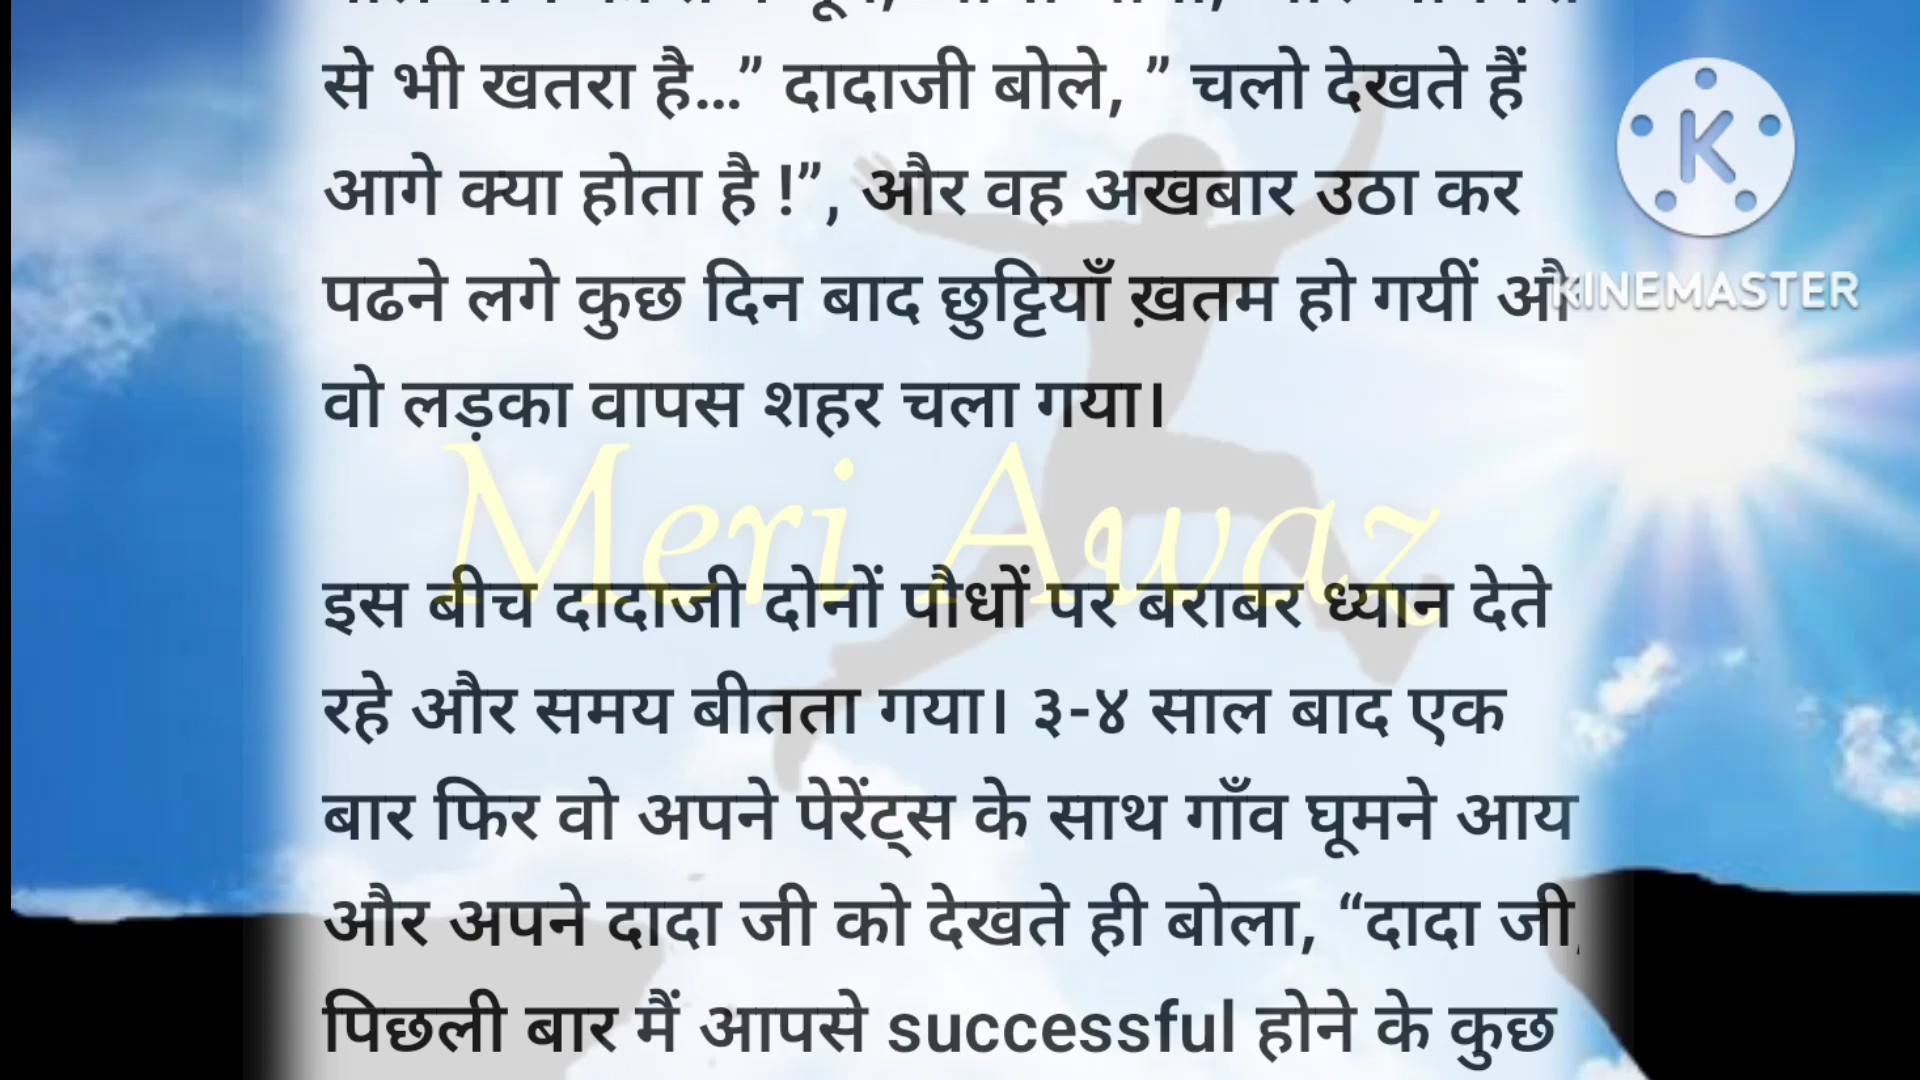 से भी खतरा है…” दादाजी बोले, ” चलो देखते हैं
आगे क्या होता है !”, और वह अखबार उठा कर
पढने लगे कुछ दिन बाद छुट्टियाँ ख़तम हो गयीं औ
वो लड़का वापस शहर चला गया।
इस बीच दादाजी दोनों पौधों पर बराबर ध्यान देते
रहे और समय बीतता गया। ३-४ साल बाद एक
बार फिर वो अपने पेरेंट्स के साथ गाँव घूमने आय
और अपने दादा जी को देखते ही बोला, “दादा जी,
पिछली बार मैं आपसे successful होने के कुछ
Meri Awaz
K
KINEMASTER